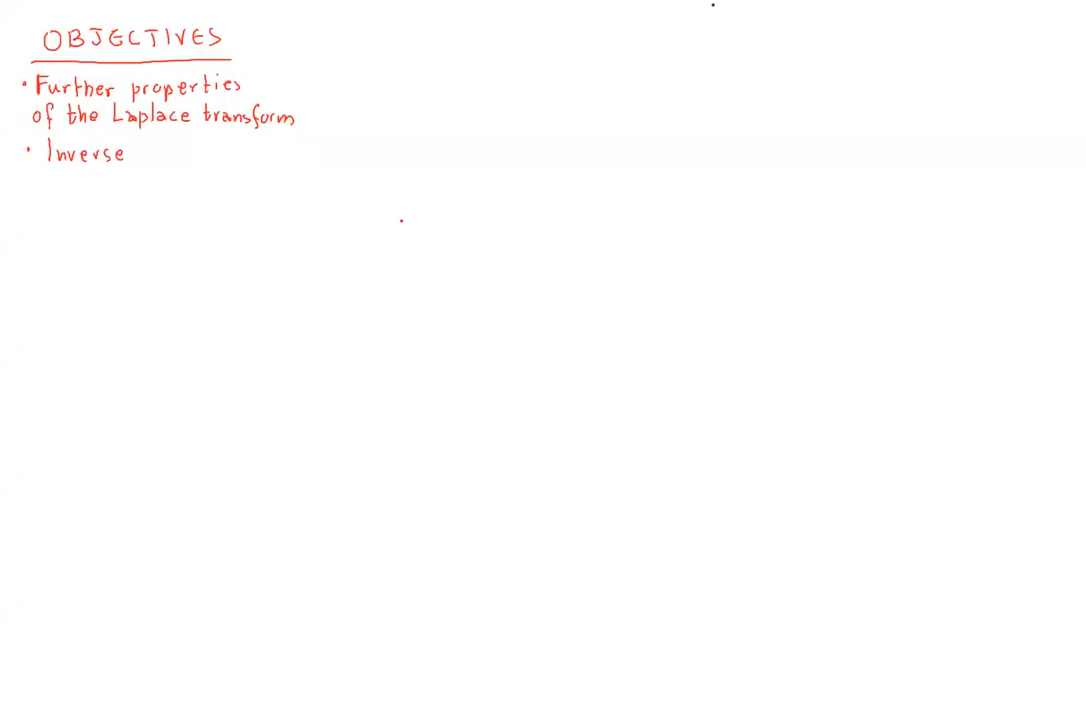 OBJECTIVES
• Further properties
of the Laplace transform
• Inverse